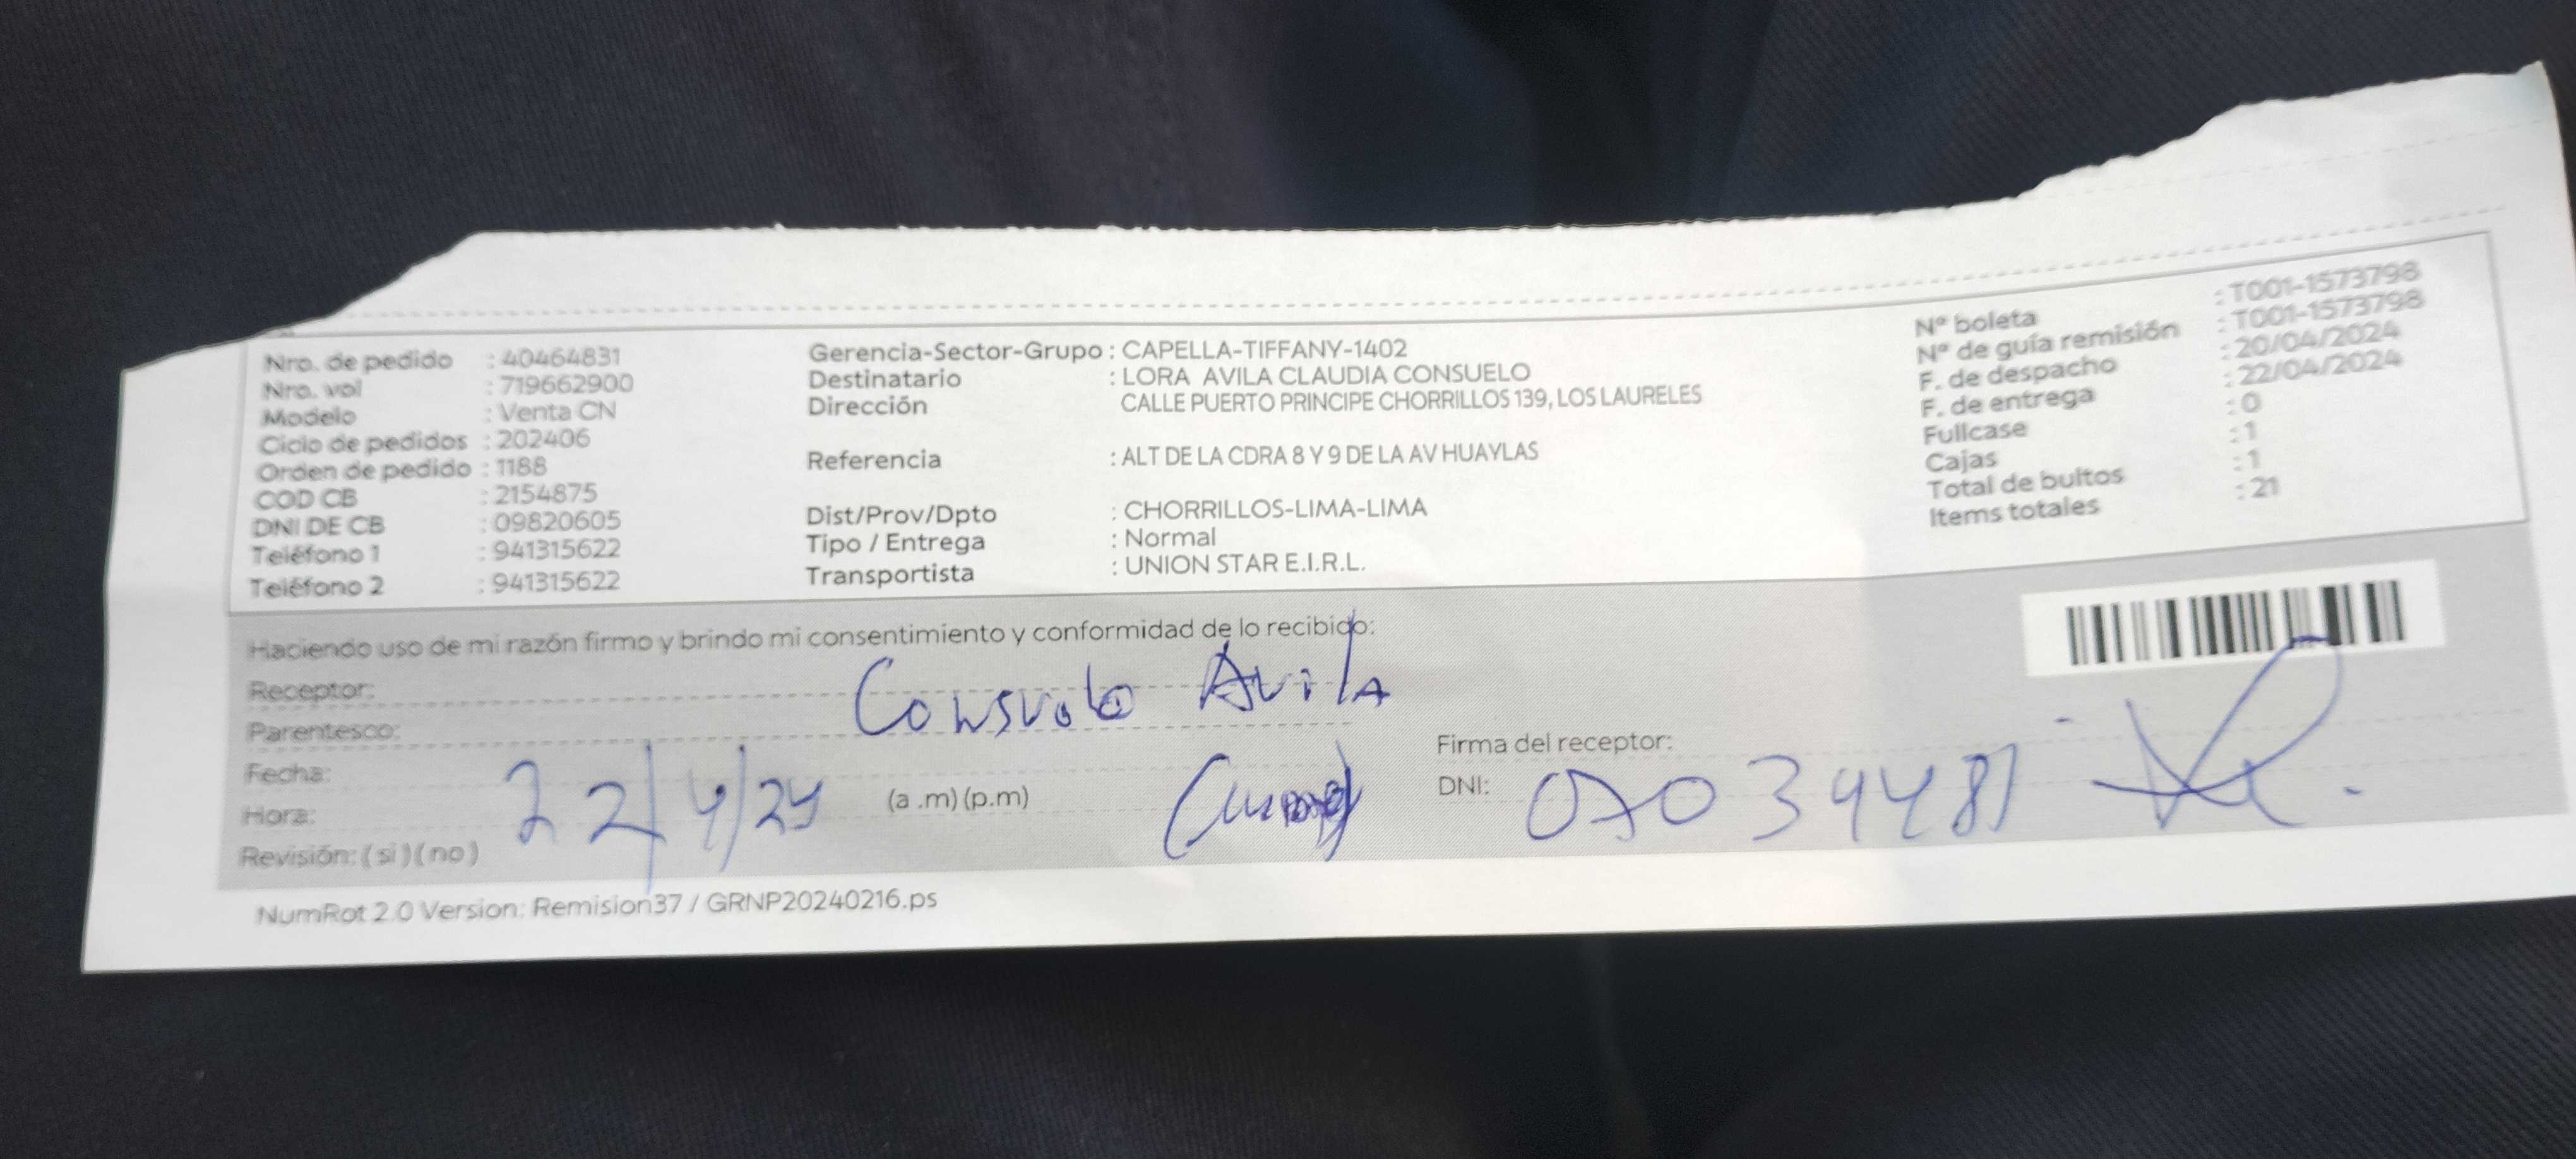 Nro. de pedido : 40464831
Nro. vol : 719662900
Modelo : Venta CN
Ciclo de pedidos : 202406
Orden de pedido : 1188
COD CB : 2154875
DNI DE CB : 09820605
Teléfono 1 : 941315622
Teléfono 2 : 941315622
Gerencia-Sector-Grupo : CAPELLA-TIFFANY-1402
Destinatario : LORA AVILA CLAUDIA CONSUELO
Dirección CALLE PUERTO PRINCIPE CHORRILLOS 139, LOS LAURELES
Referencia : ALT DE LA CDRA 8 Y 9 DE LA AV HUAYLAS
Dist/Prov/Dpto : CHORRILLOS-LIMA-LIMA
Tipo / Entrega : Normal
Transportista : UNION STAR E.I.R.L.
Nº boleta : T001-1573798
Nº de guía remisión : T001-1573798
F. de despacho : 20/04/2024
F. de entrega : 22/04/2024
Fullcase : 0
Cajas : 1
Total de bultos : 1
Items totales : 21
Haciendo uso de mi razón firmo y brindo mi consentimiento y conformidad de lo recibido:
Receptor: Consuelo Avila
Parentesco:
Fecha: 22/4/24
Hora: (a .m) (p.m)
Revisión: ( si ) ( no )
Firma del receptor:
DNI:
NumRot 2.0 Version: Remision37 / GRNP20240216.ps